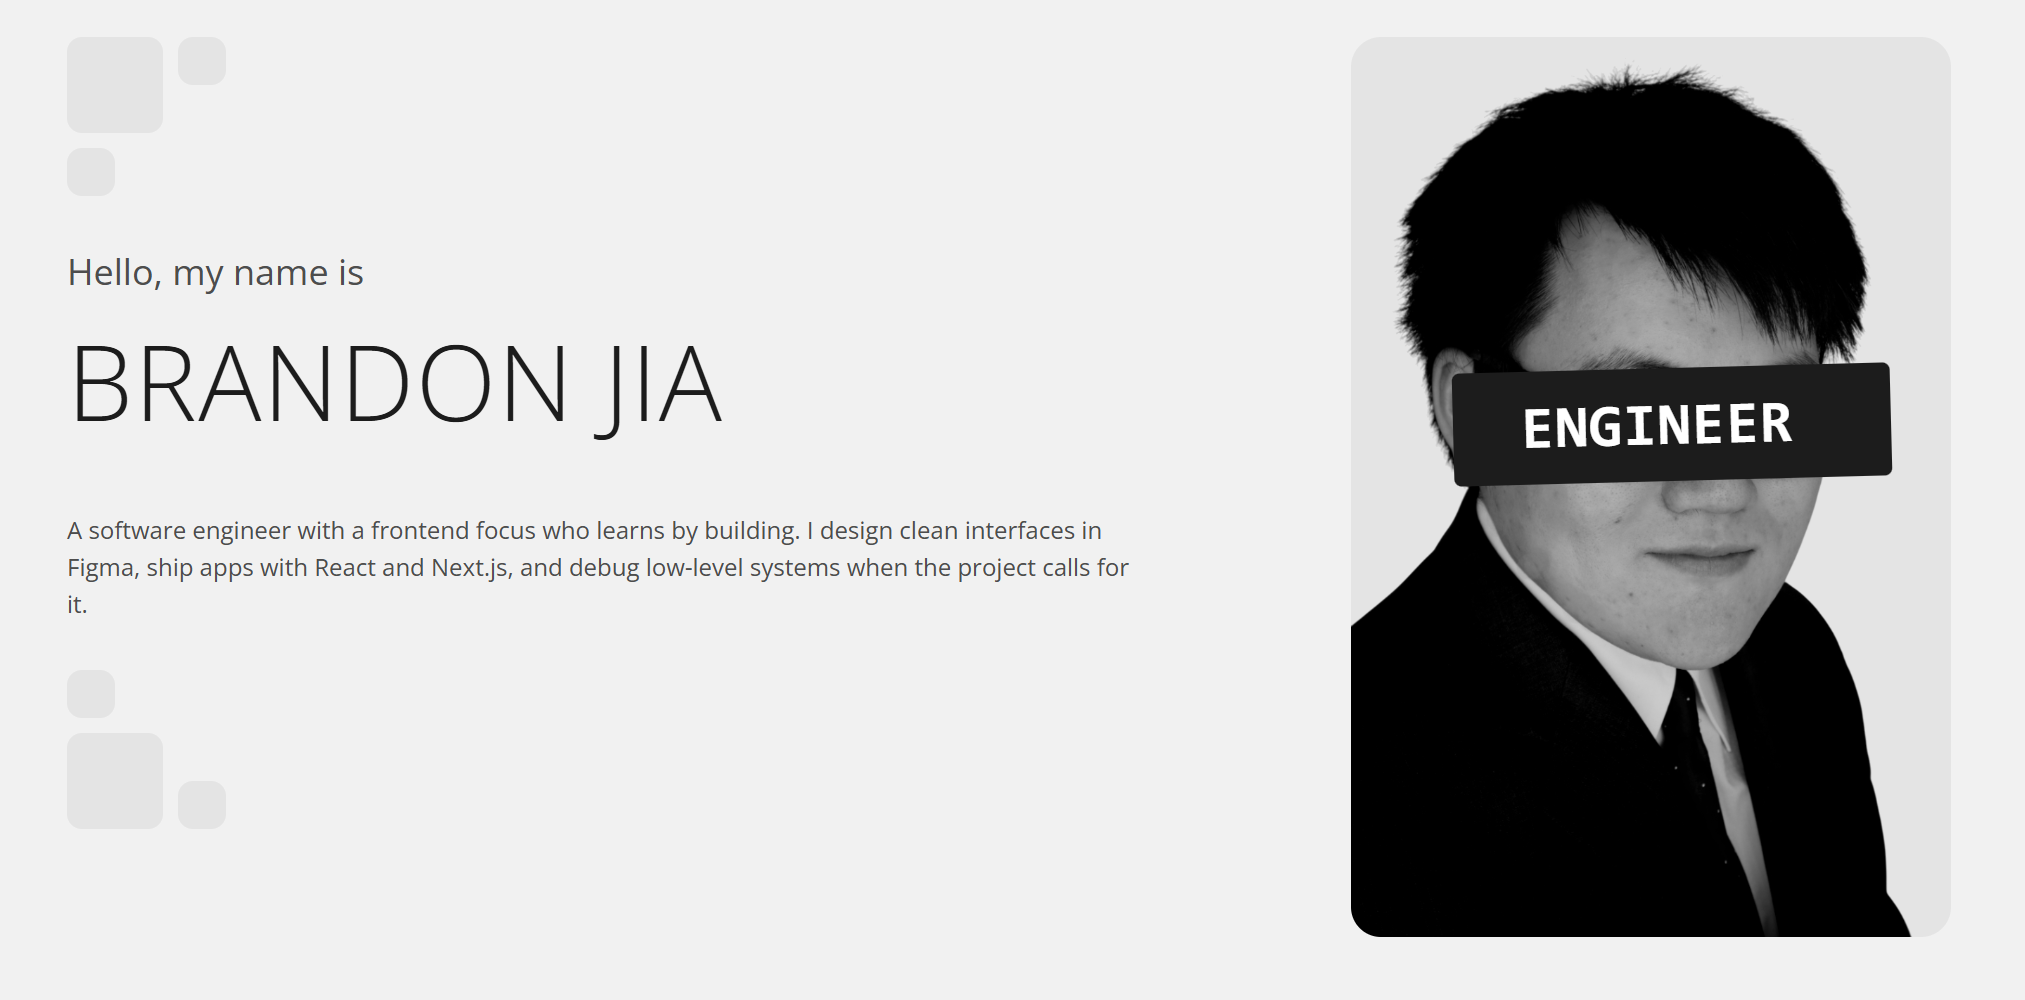 Hello, my name is
BRANDON JIA
A software engineer with a frontend focus who learns by building. I design clean interfaces in
Figma, ship apps with React and Next.js, and debug low-level systems when the project calls for
it.
ENGINEER